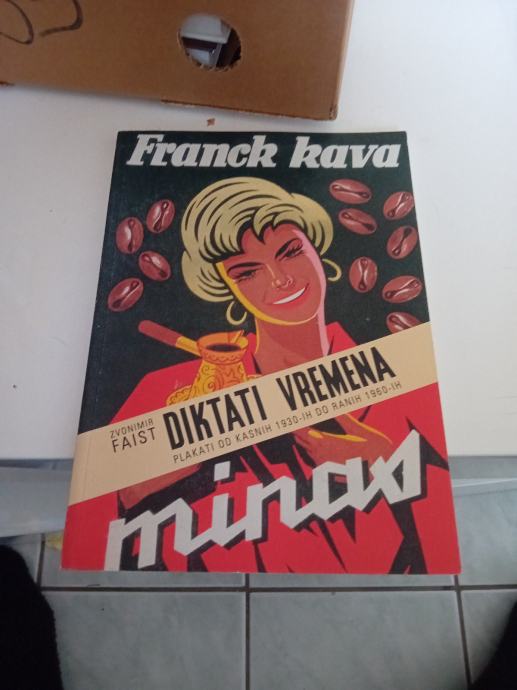 Franck kava
ZVONIMIR
FAIST
DIKTATI VREMENA
PLAKATI OD KASNIH 1930-IH DO RANIH 1960-IH
minas